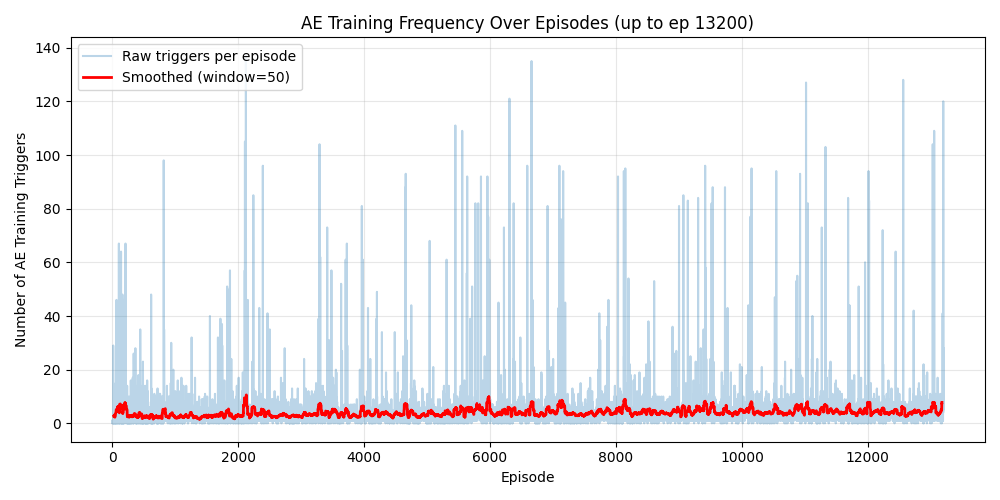 AE Training Frequency Over Episodes (up to ep 13200)
Raw triggers per episode
Smoothed (window=50)
Number of AE Training Triggers
140
120
100
80
60
40
20
0
0 2000 4000 6000 8000 10000 12000
Episode